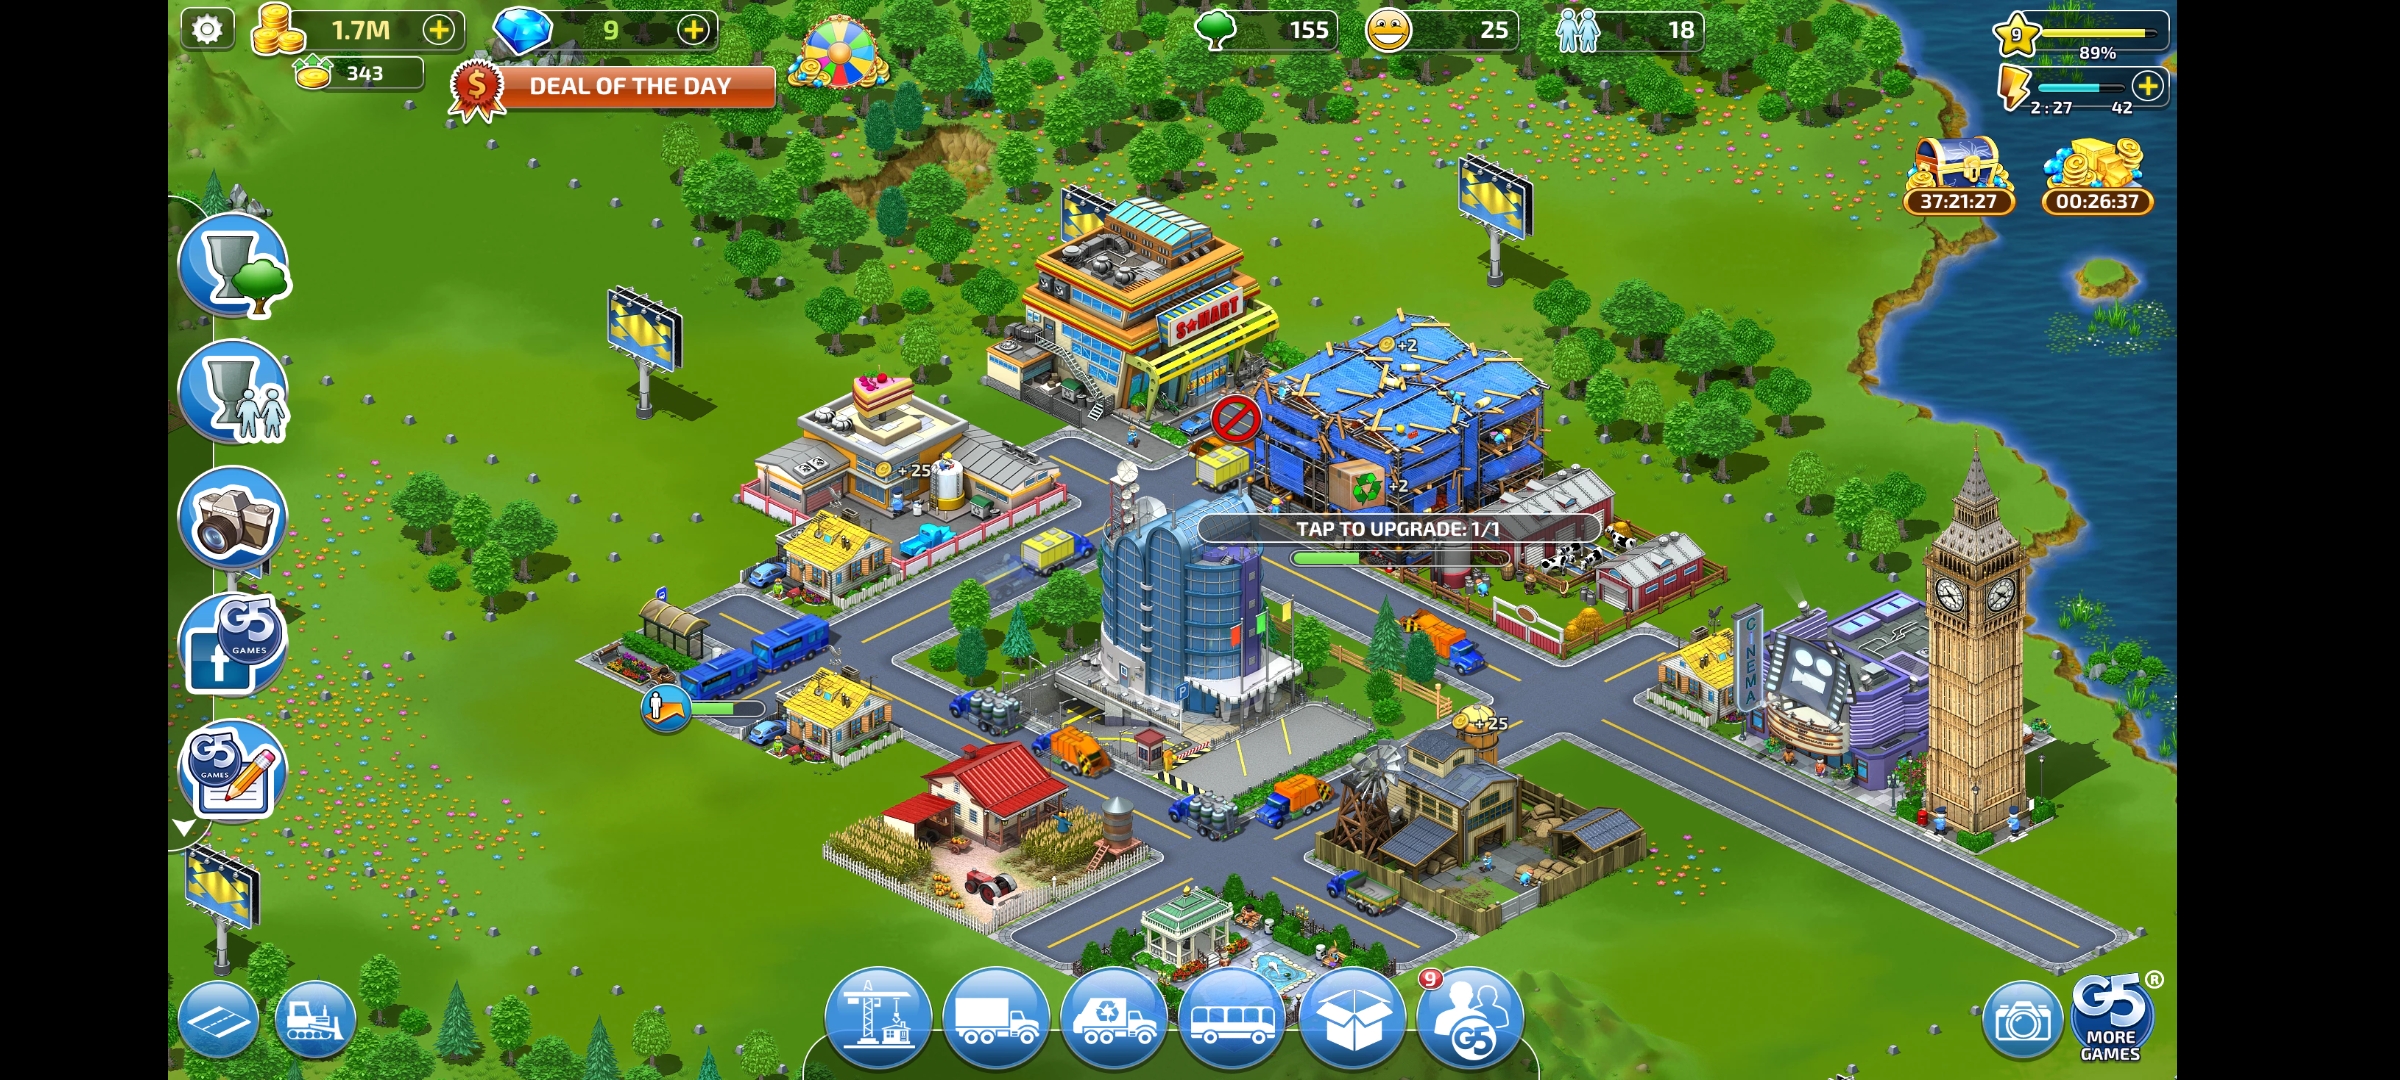 1.7M
9
155
25
18
9
89%
343
DEAL OF THE DAY
2:27
42
37:21:27
00:26:37
S★MART
+2
+25
+2
TAP TO UPGRADE: 1/1
G5
GAMES
f
CINEMA
P
+25
G5
GAMES
9
A
G5
G5®
MORE
GAMES